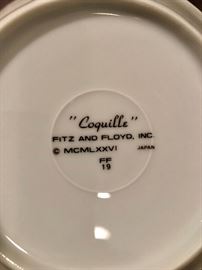 "Coquille"
FITZ AND FLOYD, INC.
© MCMLXXVI JAPAN
FF
19